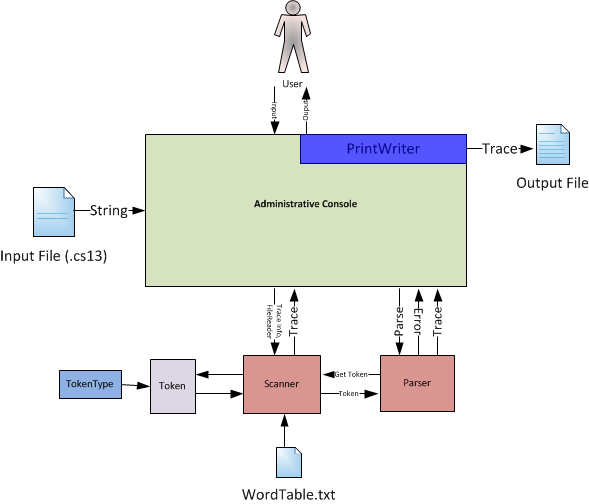 User
Input
Output
PrintWriter
Trace
Output File
Administrative Console
String
Input File (.cs13)
Trace info,
FileReader
Trace
Parse
Error
Trace
TokenType
Token
Scanner
Get Token
Token
Parser
WordTable.txt